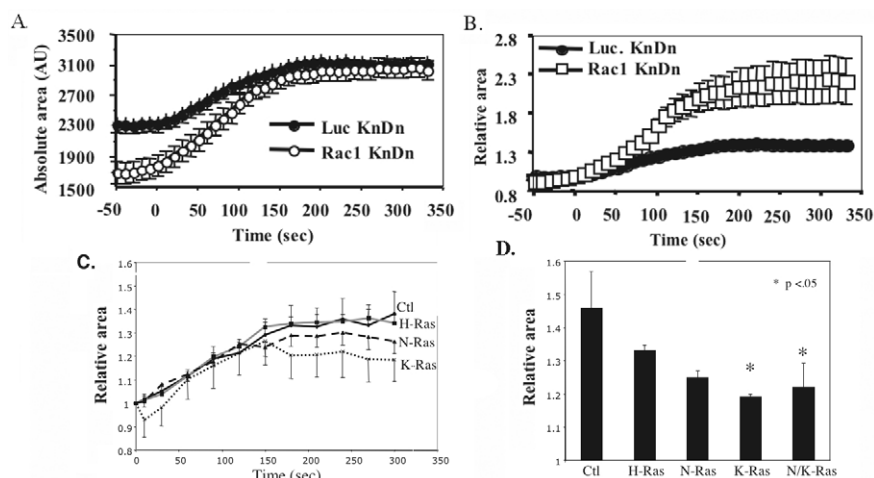 A.
3500
3100
2700
2300
1900
1500
Absolute area (AU)
Luc KnDn
Rac1 KnDn
-50 0 50 100 150 200 250 300 350
Time (sec)
B.
2.8
2.3
1.8
1.3
0.8
Relative area
Luc. KnDn
Rac1 KnDn
-50 0 50 100 150 200 250 300 350
Time (sec)
C.
1.6
1.5
1.4
1.3
1.2
1.1
1
0.9
0.8
Relative area
Ctl
H-Ras
N-Ras
K-Ras
0 50 100 150 200 250 300 350
Time (sec)
D.
1.6
1.5
1.4
1.3
1.2
1.1
1
Relative area
* p <.05
* *
Ctl H-Ras N-Ras K-Ras N/K-Ras